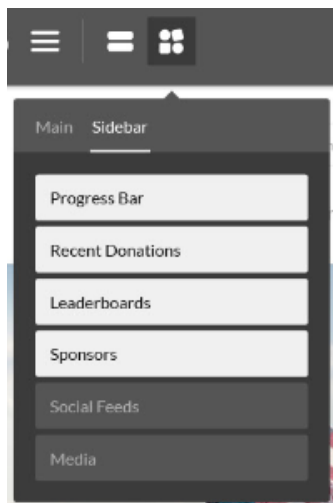 Main Sidebar
Progress Bar
Recent Donations
Leaderboards
Sponsors
Social Feeds
Media